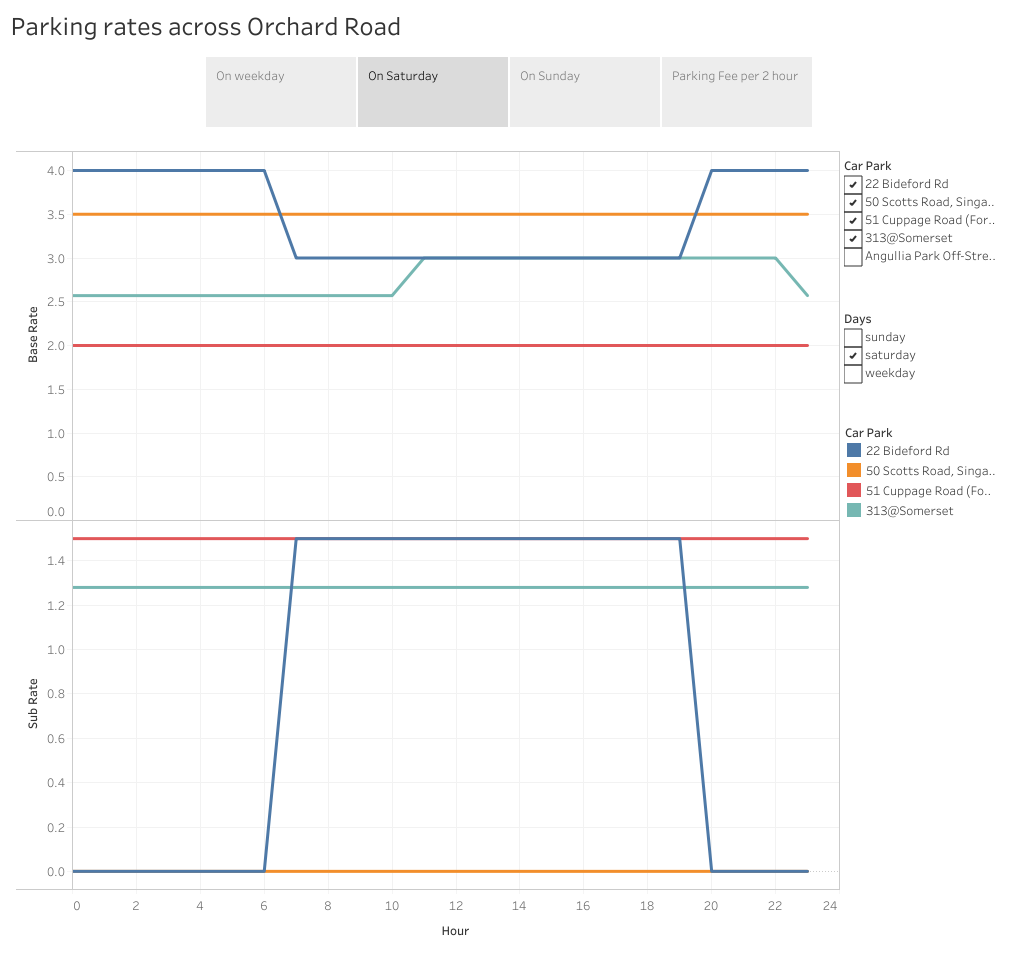 Parking rates across Orchard Road
On weekday
On Saturday
On Sunday
Parking Fee per 2 hour
4.0
3.5
3.0
2.5
2.0
1.5
1.0
0.5
0.0
Base Rate
1.4
1.2
1.0
0.8
0.6
0.4
0.2
0.0
Sub Rate
0 2 4 6 8 10 12 14 16 18 20 22 24
Hour
Car Park
22 Bideford Rd
50 Scotts Road, Singa..
51 Cuppage Road (For..
313@Somerset
Angullia Park Off-Stre..
Days
sunday
saturday
weekday
Car Park
22 Bideford Rd
50 Scotts Road, Singa..
51 Cuppage Road (Fo..
313@Somerset